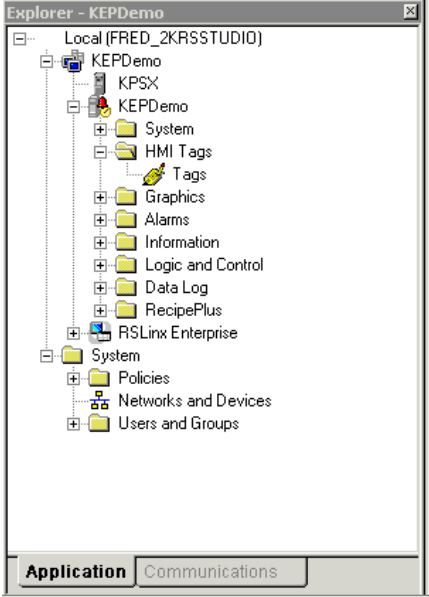 Explorer - KEPDemo
Local (FRED_2KRSSTUDIO)
KEPDemo
KPSX
KEPDemo
System
HMI Tags
Tags
Graphics
Alarms
Information
Logic and Control
Data Log
RecipePlus
RSLinx Enterprise
System
Policies
Networks and Devices
Users and Groups
Application Communications